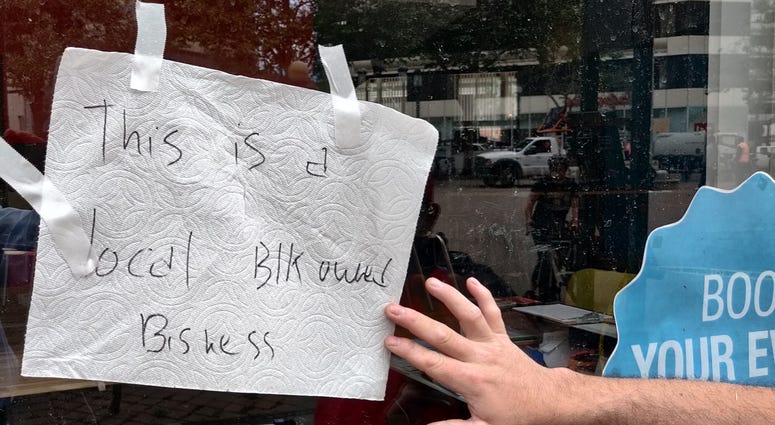 This is a
local Blk owned
Bisness
BOO
YOUR EV